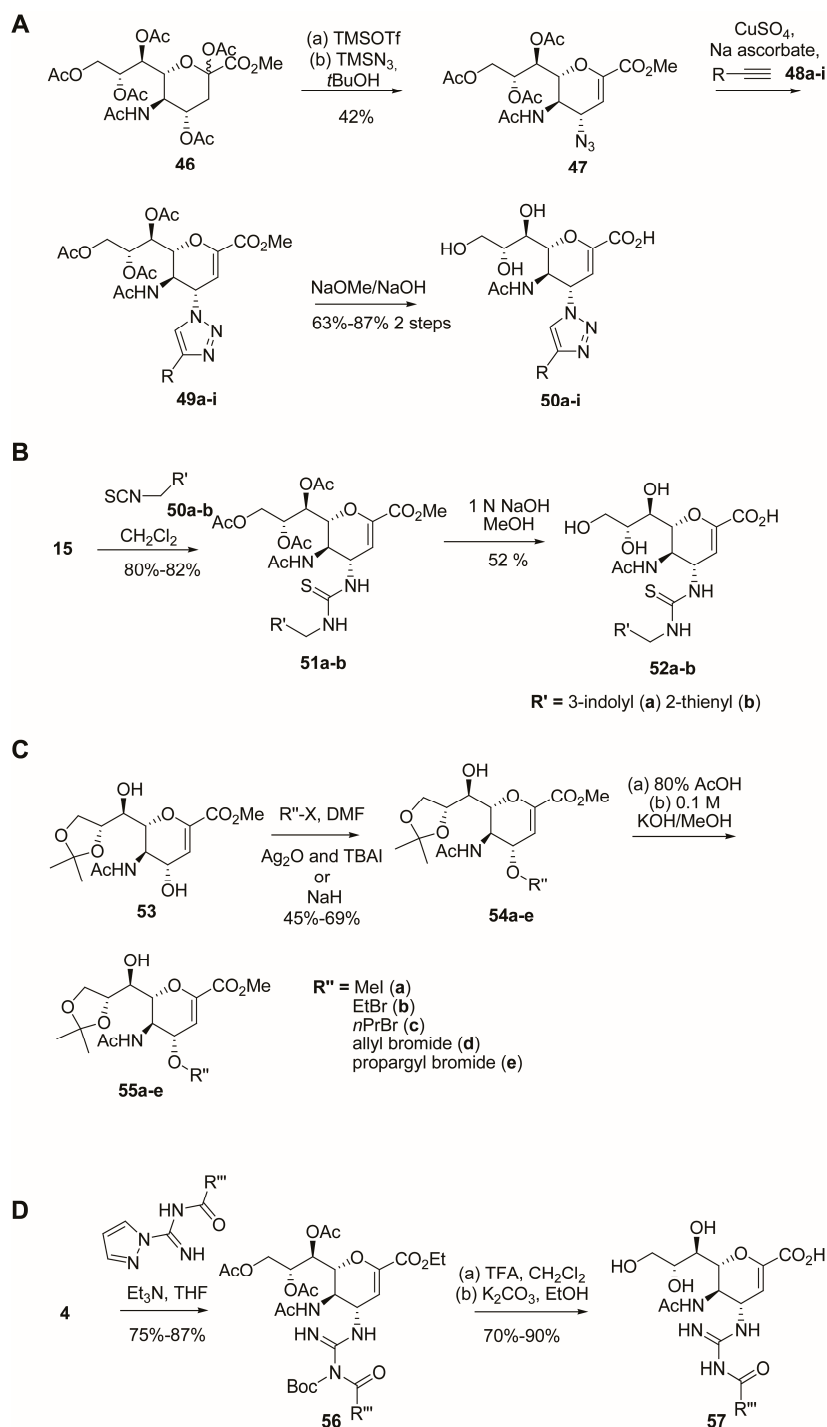 A
OAc
AcO
O
OAc
CO2Me
OAc
AcHN
OAc
46
(a) TMSOTf
(b) TMSN3,
tBuOH
42%
OAc
AcO
O
CO2Me
OAc
AcHN
N3
47
CuSO4,
Na ascorbate,
R
48a-i
OAc
AcO
O
CO2Me
OAc
AcHN
N
N
N
R
49a-i
NaOMe/NaOH
63%-87% 2 steps
OH
HO
O
CO2H
OH
AcHN
N
N
N
R
50a-i
B
15
R'
SCN
50a-b
CH2Cl2
80%-82%
OAc
AcO
O
CO2Me
OAc
AcHN
NH
S
NH
R'
51a-b
1 N NaOH
MeOH
52 %
OH
HO
O
CO2H
OH
AcHN
NH
S
NH
R'
52a-b
R' = 3-indolyl (a) 2-thienyl (b)
C
OH
O
CO2Me
O
O
AcHN
OH
53
R"-X, DMF
Ag2O and TBAI
or
NaH
45%-69%
OH
O
CO2Me
O
O
AcHN
O
R"
54a-e
(a) 80% AcOH
(b) 0.1 M
KOH/MeOH
OH
O
CO2Me
O
O
AcHN
O
R"
55a-e
R" = MeI (a)
EtBr (b)
nPrBr (c)
allyl bromide (d)
propargyl bromide (e)
D
4
R'''
HN
O
N
N
NH
Et3N, THF
75%-87%
OAc
AcO
O
CO2Et
OAc
AcHN
HN
NH
N
Boc
O
R'''
56
(a) TFA, CH2Cl2
(b) K2CO3, EtOH
70%-90%
OH
HO
O
CO2H
OH
AcHN
HN
NH
HN
O
R'''
57